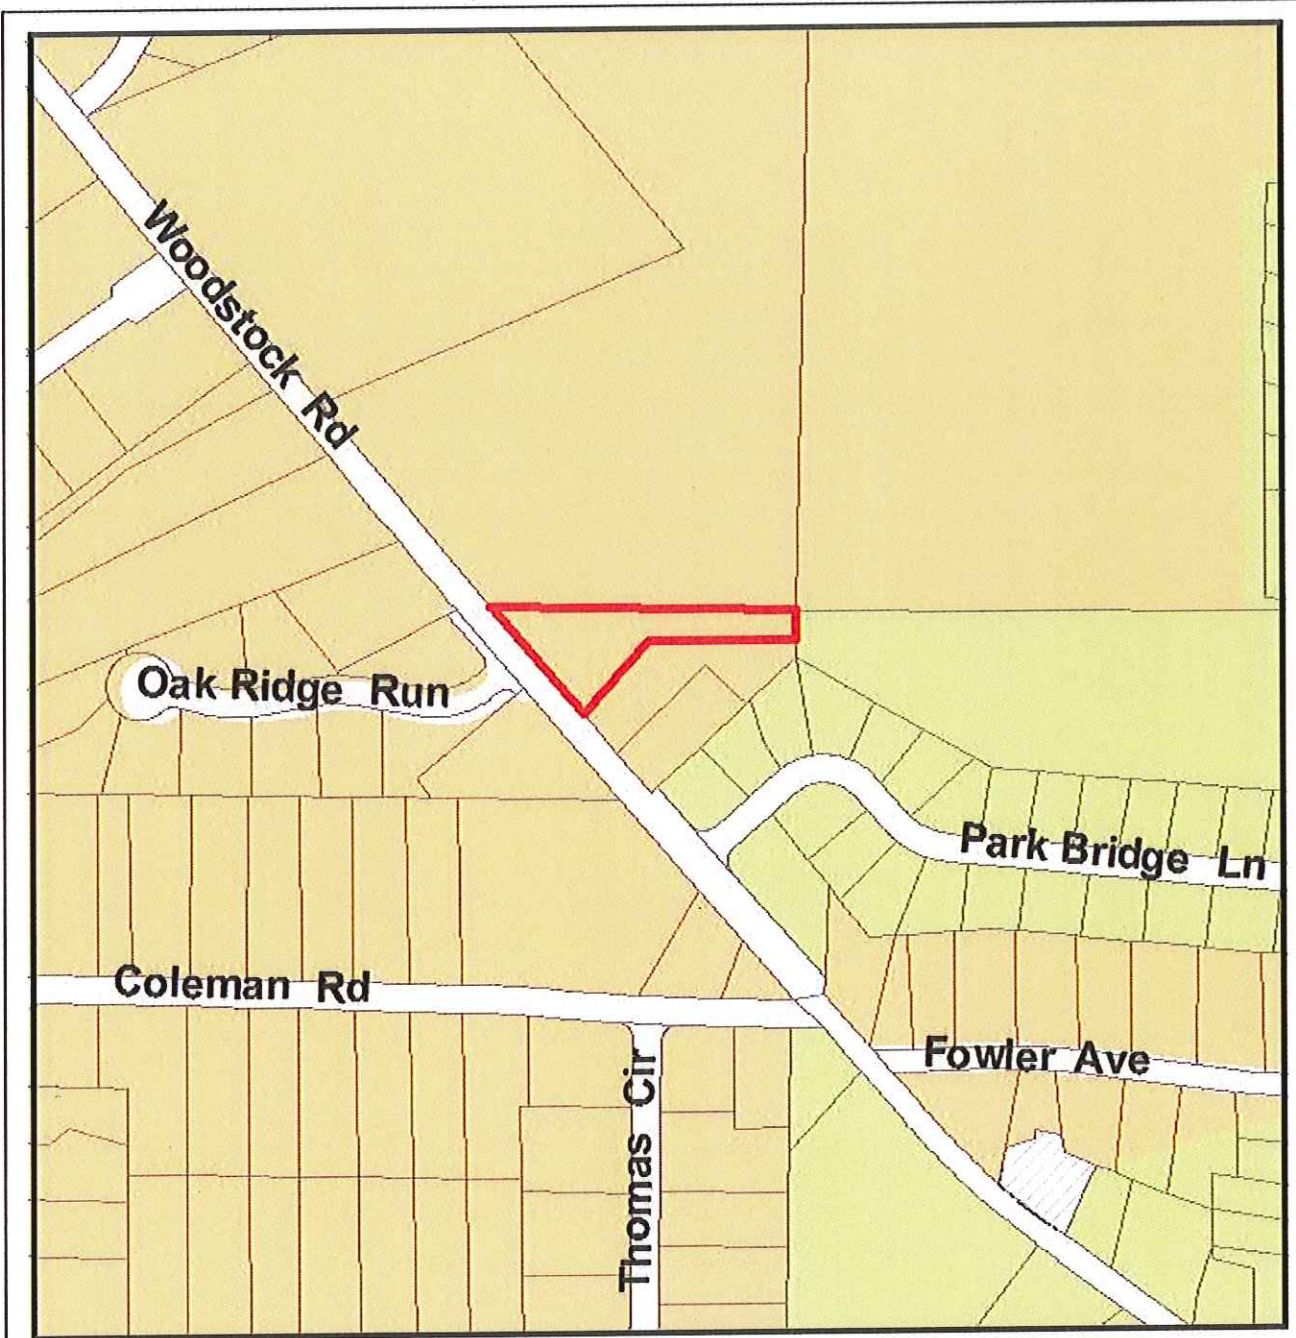 Woodstock Rd
Oak Ridge Run
Park Bridge Ln
Coleman Rd
Fowler Ave
Thomas Cir